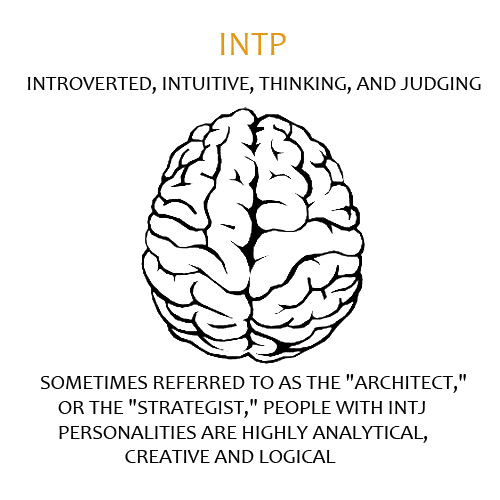 INTP
INTROVERTED, INTUITIVE, THINKING, AND JUDGING
SOMETIMES REFERRED TO AS THE "ARCHITECT,"
OR THE "STRATEGIST," PEOPLE WITH INTJ
PERSONALITIES ARE HIGHLY ANALYTICAL,
CREATIVE AND LOGICAL